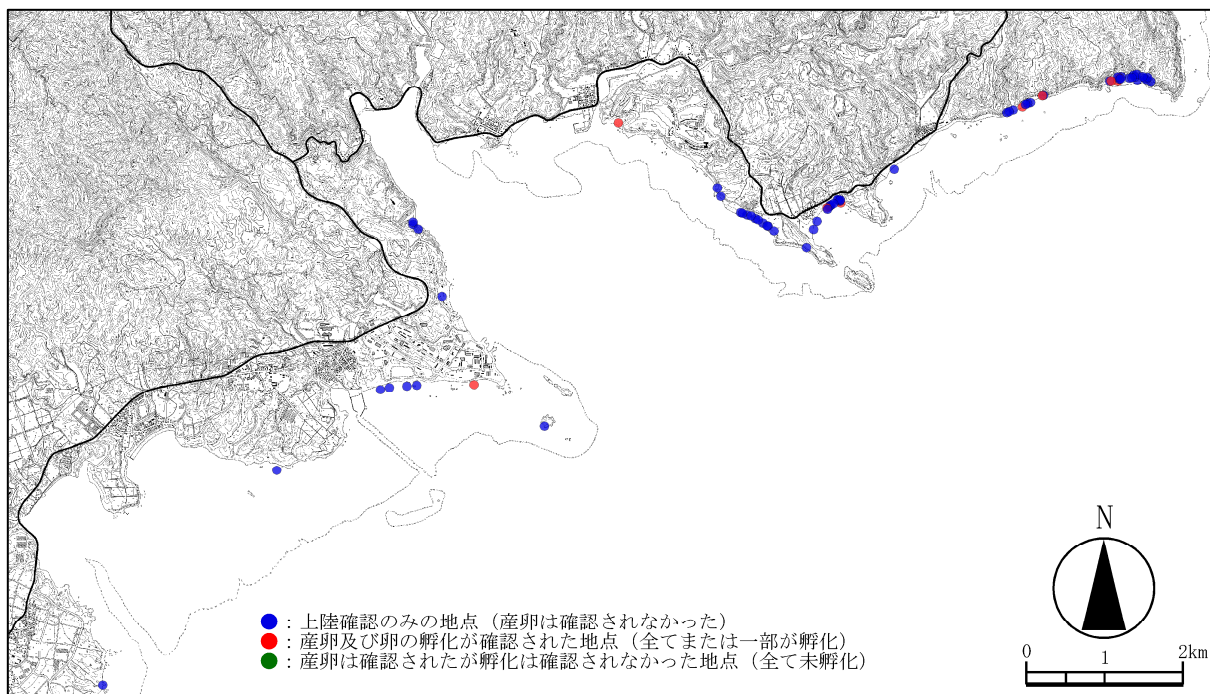 N
●：上陸確認のみの地点（産卵は確認されなかった）
●：産卵及び卵の孵化が確認された地点（全てまたは一部が孵化）
●：産卵は確認されたが孵化は確認されなかった地点（全て未孵化）
0 1 2km